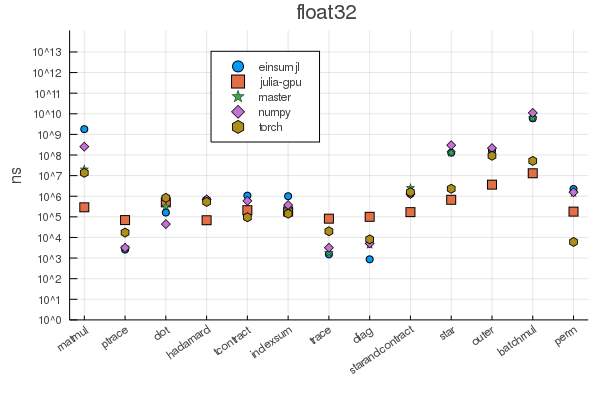 float32
10^13
10^12
10^11
10^10
10^9
10^8
10^7
10^6
10^5
10^4
10^3
10^2
10^1
10^0
ns
einsumjl
julia-gpu
master
numpy
torch
matmul
ptrace
dot
hadamard
tcontract
indexsum
trace
diag
starandcontract
star
outer
batchmul
perm